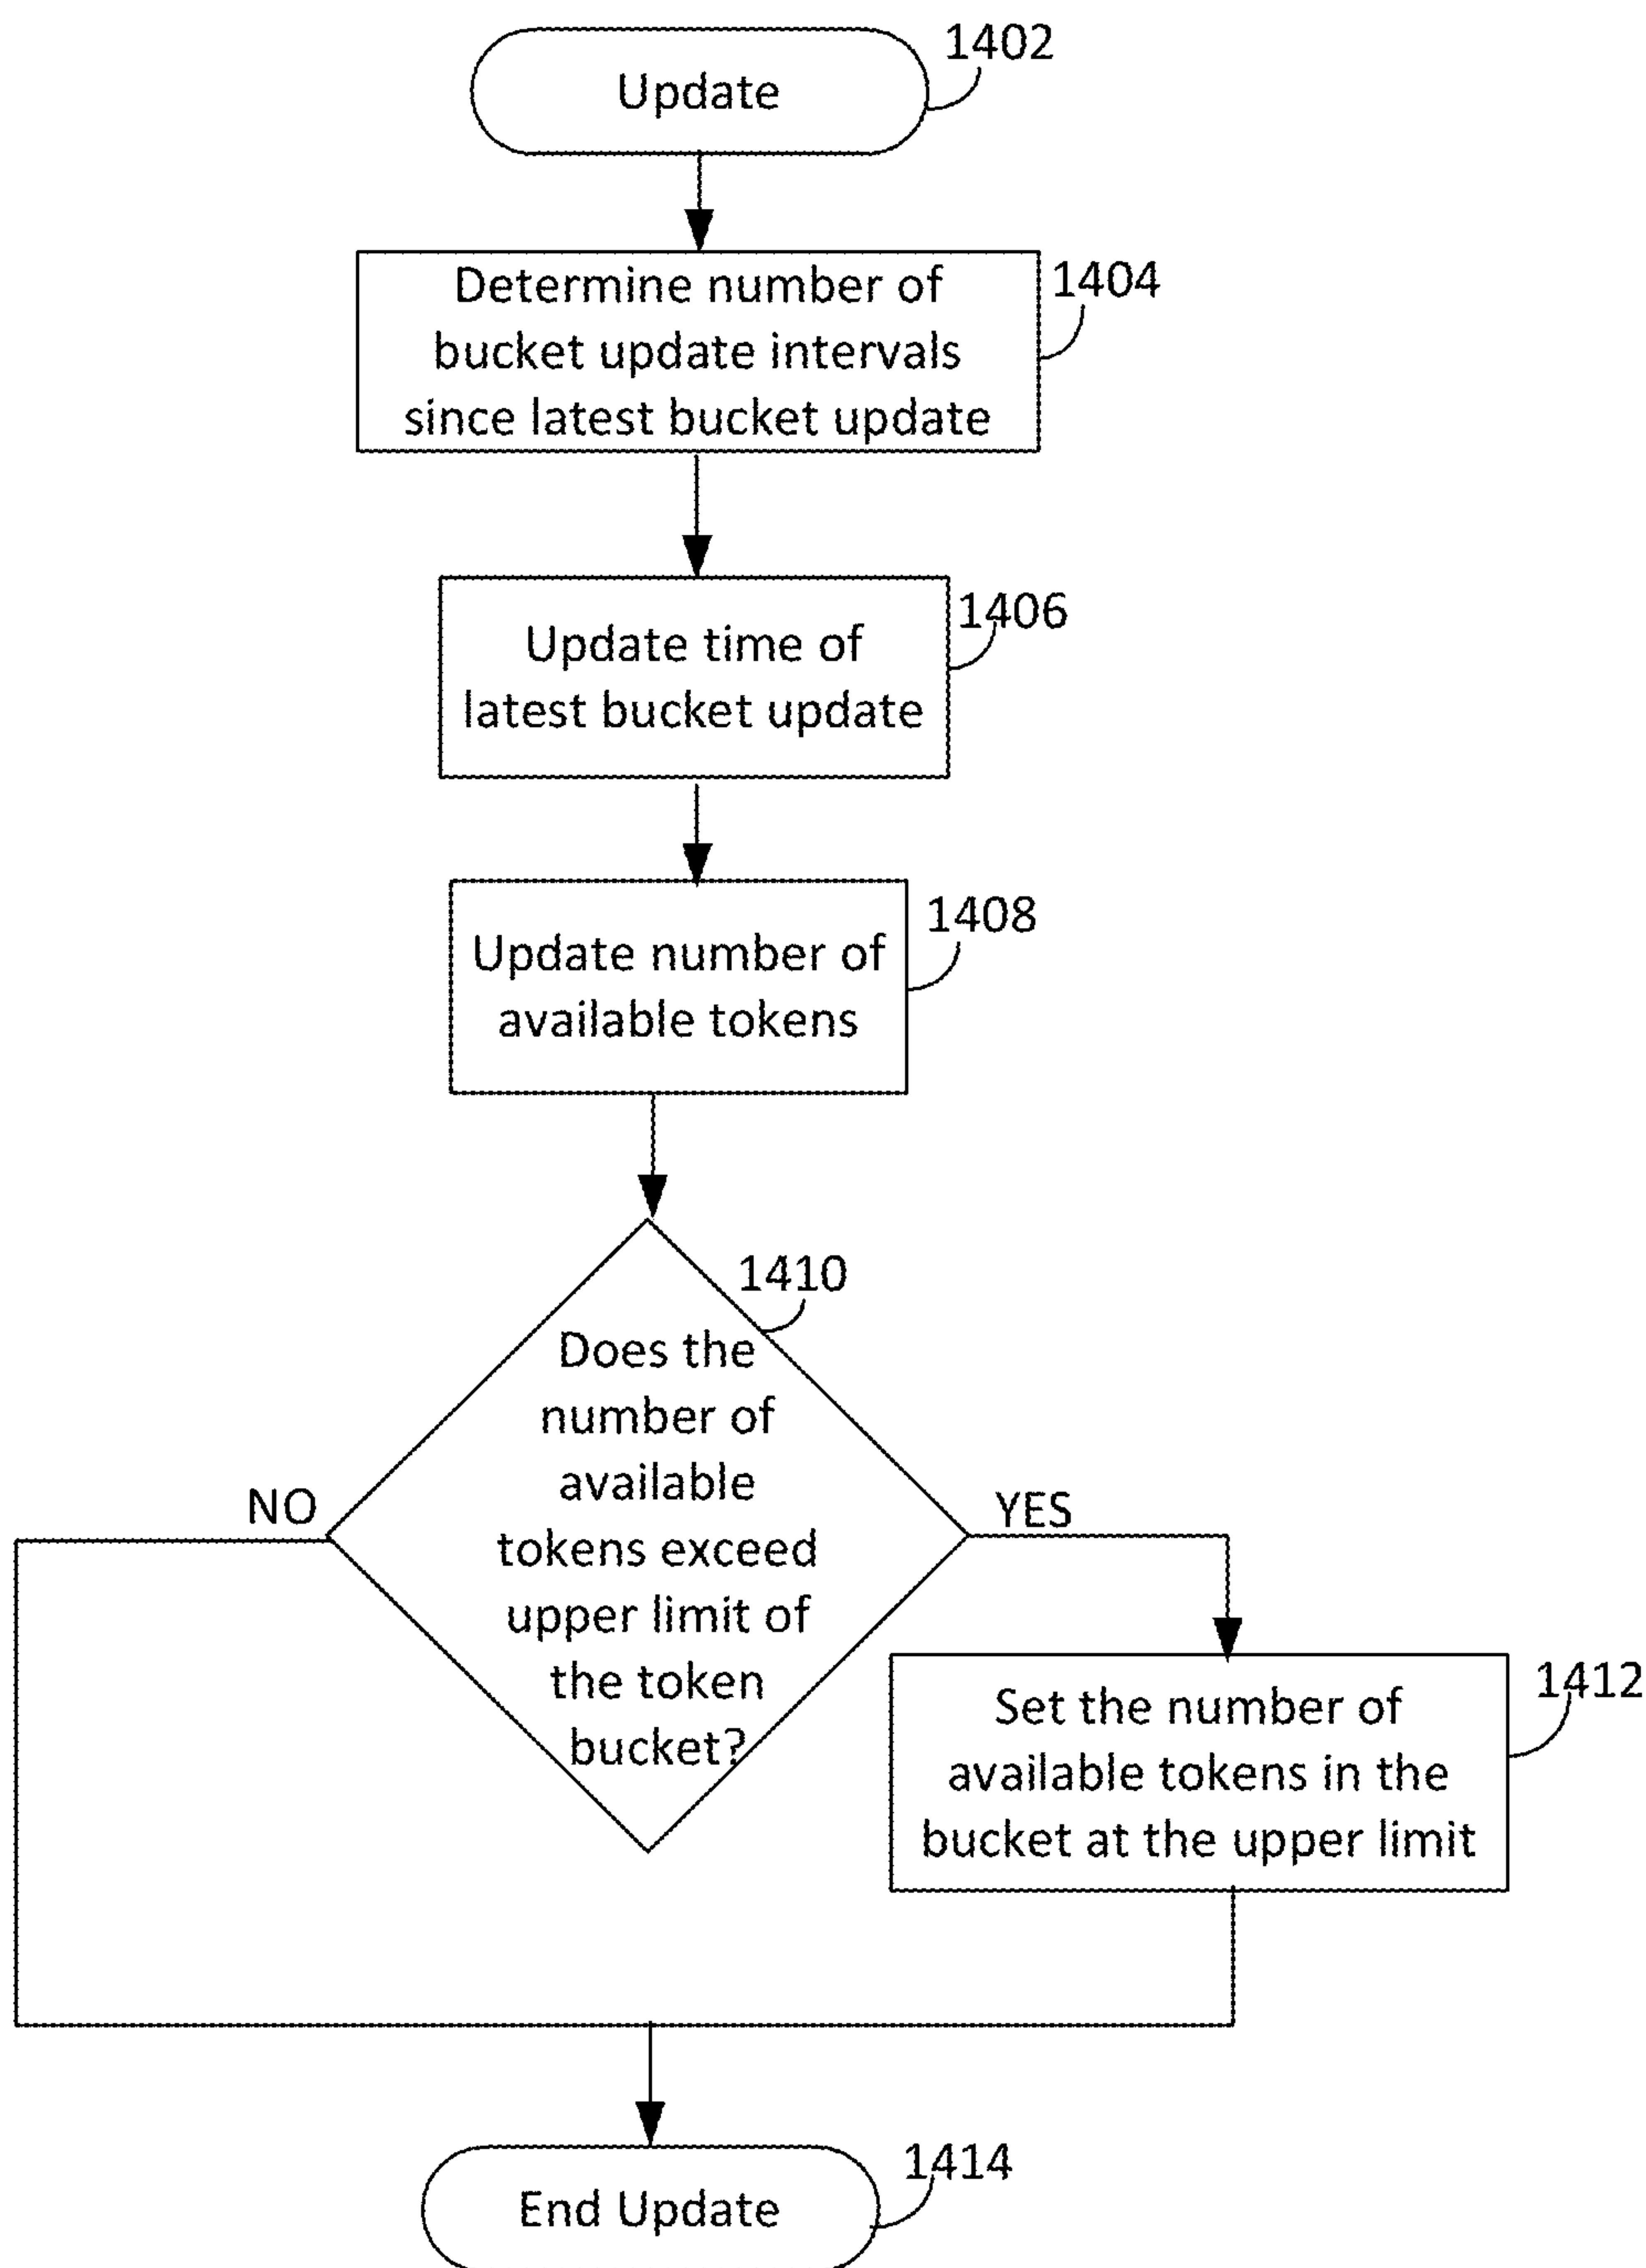 1402
Update
1404
Determine number of
bucket update intervals
since latest bucket update
1406
Update time of
latest bucket update
1408
Update number of
available tokens
1410
Does the
number of
available
tokens exceed
upper limit of
the token
bucket?
NO
YES
1412
Set the number of
available tokens in the
bucket at the upper limit
1414
End Update